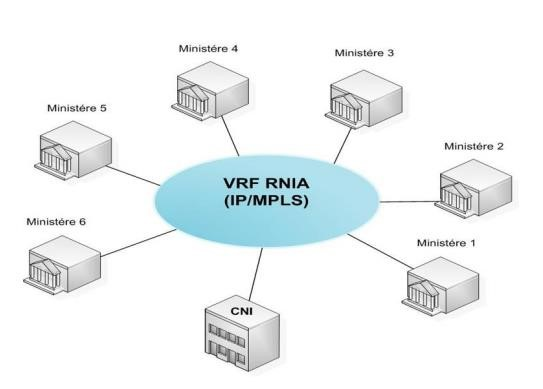 Ministére 4
Ministére 3
Ministére 5
Ministére 2
VRF RNIA
(IP/MPLS)
Ministére 6
Ministére 1
CNI